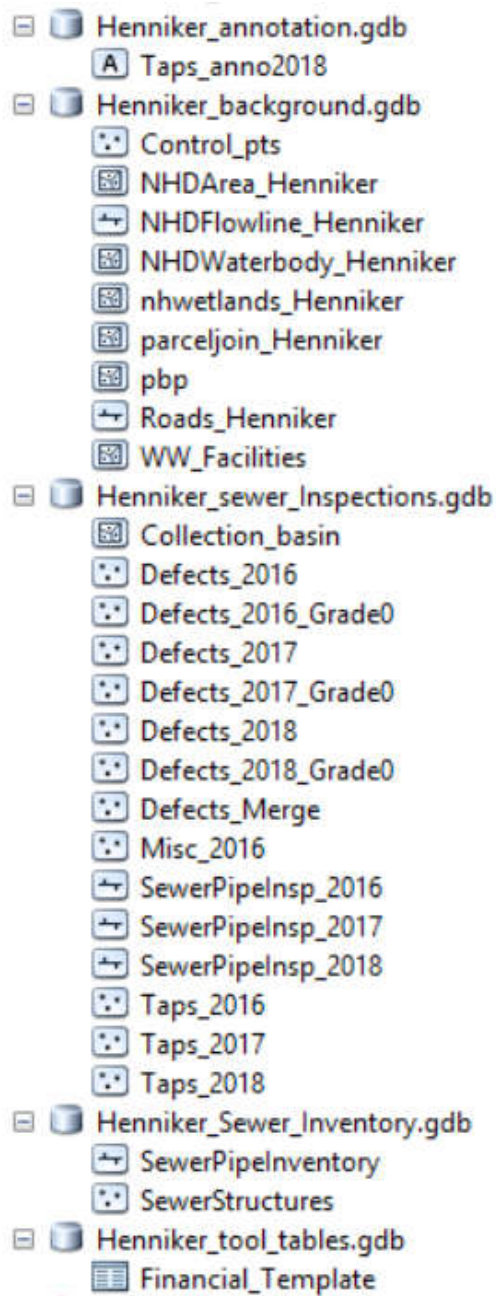 Henniker_annotation.gdb
A Taps_anno2018
Henniker_background.gdb
Control_pts
NHDArea_Henniker
NHDFlowline_Henniker
NHDWaterbody_Henniker
nhwetlands_Henniker
parceljoin_Henniker
pbp
Roads_Henniker
WW_Facilities
Henniker_sewer_Inspections.gdb
Collection_basin
Defects_2016
Defects_2016_Grade0
Defects_2017
Defects_2017_Grade0
Defects_2018
Defects_2018_Grade0
Defects_Merge
Misc_2016
SewerPipeInsp_2016
SewerPipeInsp_2017
SewerPipeInsp_2018
Taps_2016
Taps_2017
Taps_2018
Henniker_Sewer_Inventory.gdb
SewerPipeInventory
SewerStructures
Henniker_tool_tables.gdb
Financial_Template